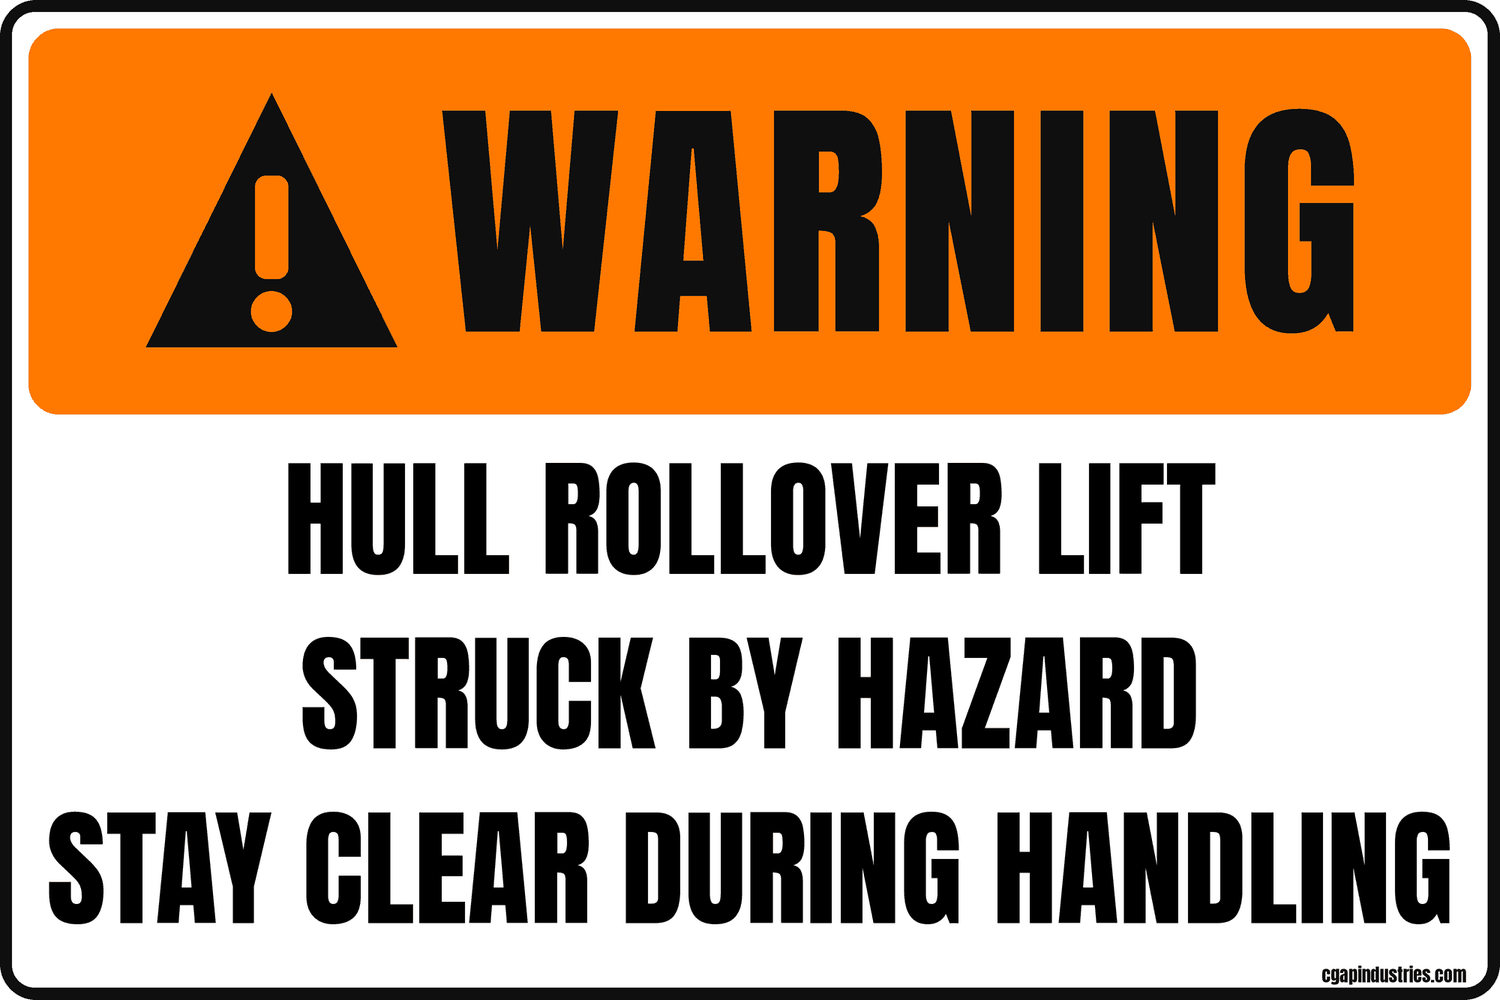 WARNING
HULL ROLLOVER LIFT
STRUCK BY HAZARD
STAY CLEAR DURING HANDLING
cgapindustries.com